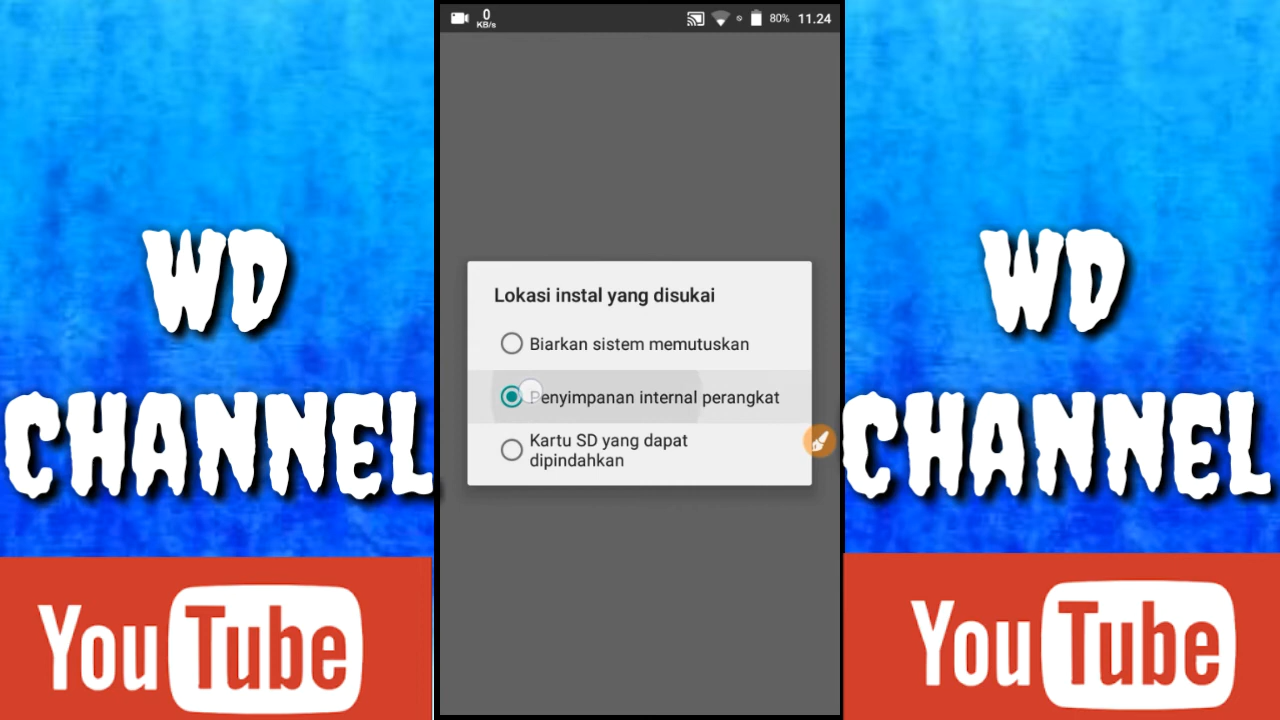 0
KB/s
80% 11.24
WD
CHANNEL
YouTube
Lokasi instal yang disukai
Biarkan sistem memutuskan
Penyimpanan internal perangkat
Kartu SD yang dapat
dipindahkan
WD
CHANNEL
YouTube